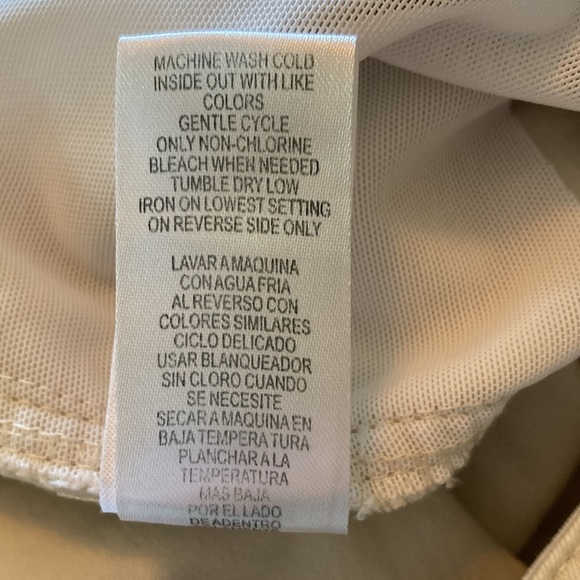 MACHINE WASH COLD
INSIDE OUT WITH LIKE
COLORS
GENTLE CYCLE
ONLY NON-CHLORINE
BLEACH WHEN NEEDED
TUMBLE DRY LOW
IRON ON LOWEST SETTING
ON REVERSE SIDE ONLY
LAVAR A MAQUINA
CON AGUA FRIA
AL REVERSO CON
COLORES SIMILARES
CICLO DELICADO
USAR BLANQUEADOR
SIN CLORO CUANDO
SE NECESITE
SECAR A MAQUINA EN
BAJA TEMPERATURA
PLANCHAR A LA
TEMPERATURA
MAS BAJA
POR EL LADO
DE ADENTRO